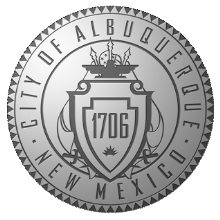 · CITY OF ALBUQUERQUE ·
1706
NEW MEXICO